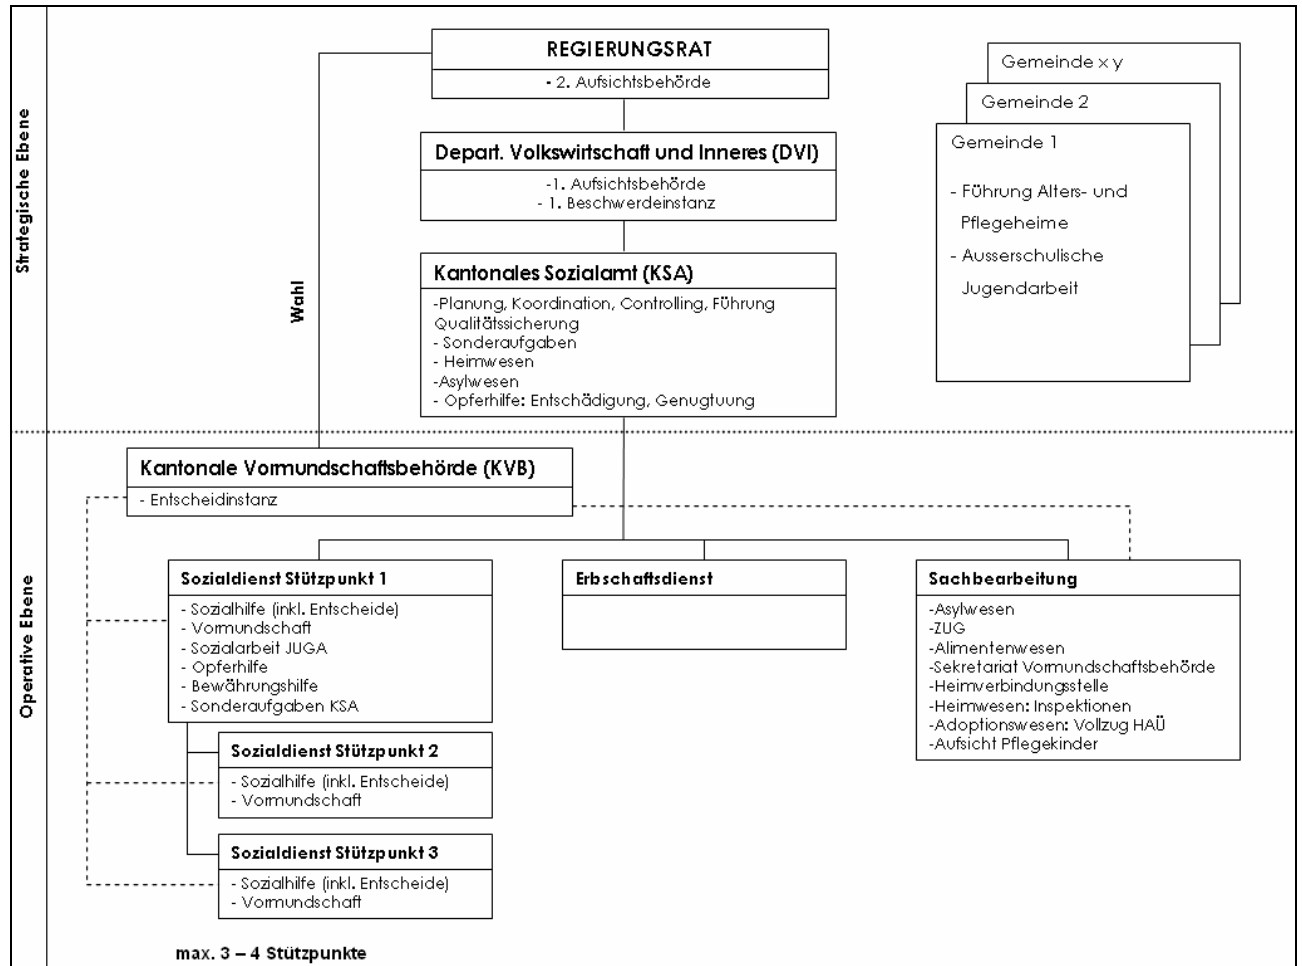 REGIERUNGSRAT
- 2. Aufsichtsbehörde
Depart. Volkswirtschaft und Inneres (DVI)
-1. Aufsichtsbehörde
- 1. Beschwerdeinstanz
Kantonales Sozialamt (KSA)
-Planung, Koordination, Controlling, Führung
Qualitätssicherung
- Sonderaufgaben
- Heimwesen
-Asylwesen
- Opferhilfe: Entschädigung, Genugtuung
Gemeinde x y
Gemeinde 2
Gemeinde 1
- Führung Alters- und
Pflegeheime
- Ausserschulische
Jugendarbeit
Strategische Ebene
Wahl
Kantonale Vormundschaftsbehörde (KVB)
- Entscheidinstanz
Operative Ebene
Sozialdienst Stützpunkt 1
- Sozialhilfe (inkl. Entscheide)
- Vormundschaft
- Sozialarbeit JUGA
- Opferhilfe
- Bewährungshilfe
- Sonderaufgaben KSA
Sozialdienst Stützpunkt 2
- Sozialhilfe (inkl. Entscheide)
- Vormundschaft
Sozialdienst Stützpunkt 3
- Sozialhilfe (inkl. Entscheide)
- Vormundschaft
max. 3 – 4 Stützpunkte
Erbschaftsdienst
Sachbearbeitung
-Asylwesen
-ZUG
-Alimentenwesen
-Sekretariat Vormundschaftsbehörde
-Heimverbindungsstelle
-Heimwesen: Inspektionen
-Adoptionswesen: Vollzug HAÜ
-Aufsicht Pflegekinder